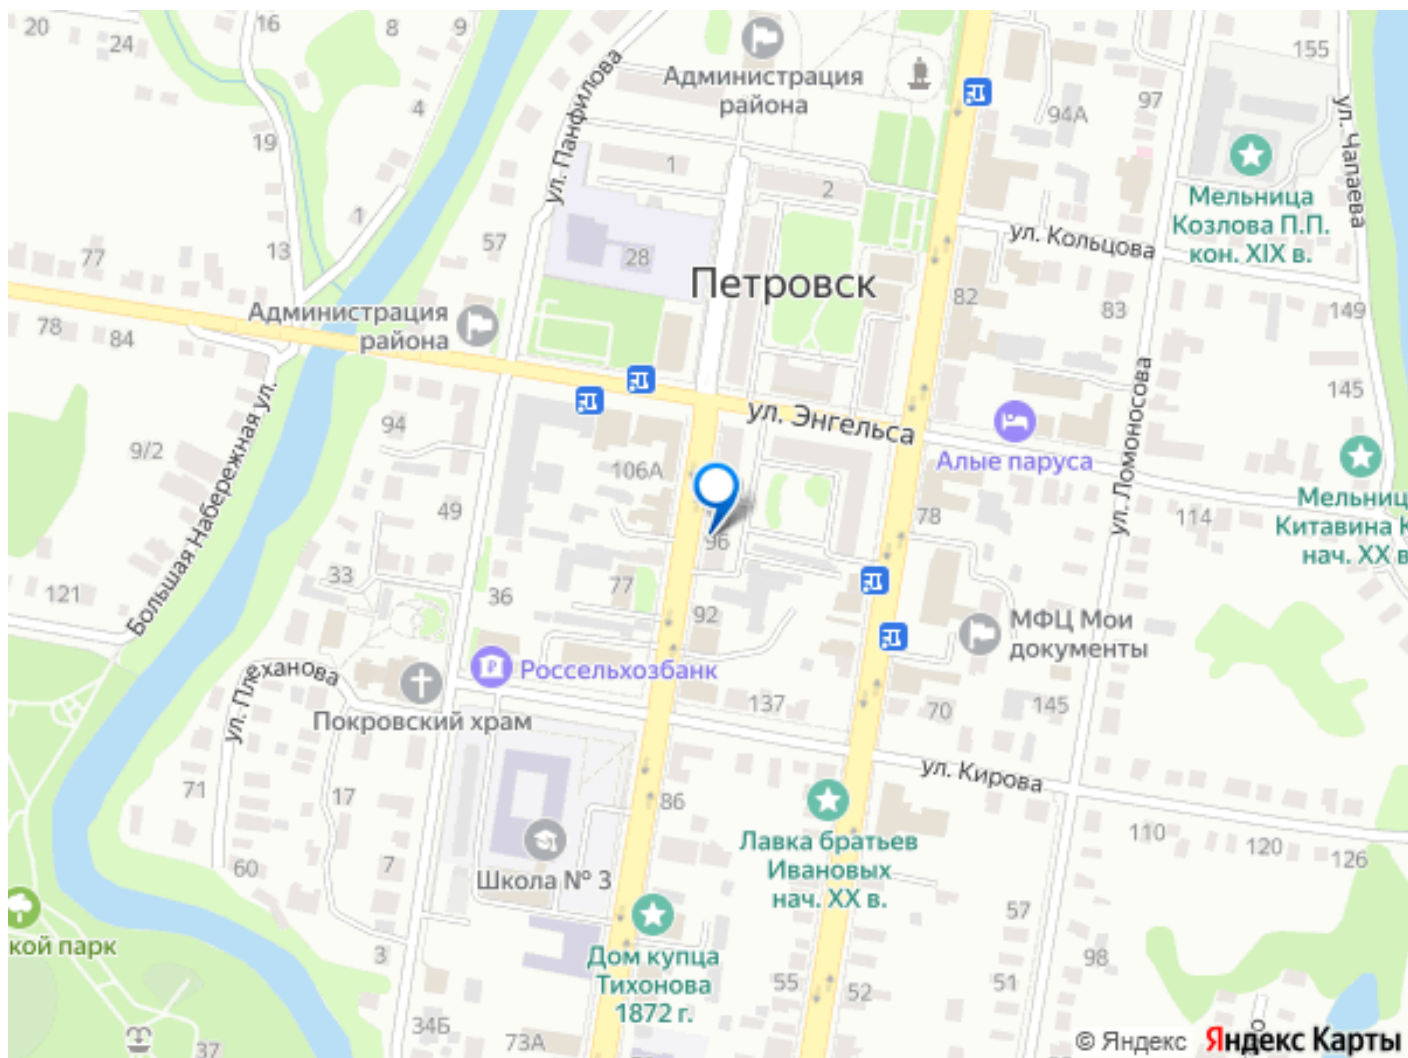 20
24
16
8
9
4
19
1
13
77
78
84
ул. Панфилова
Администрация
района
155
97
94А
ул. Чапаева
1
2
57
28
Мельница
Козлова П.П.
кон. XIX в.
ул. Кольцова
Петровск
82
83
149
Администрация
района
145
ул. Ломоносова
94
9/2
Большая Набережная ул.
ул. Энгельса
Алые паруса
106А
49
78
114
Мельниц
Китавина К
нач. XX в
96
33
121
36
77
92
МФЦ Мои
документы
ул. Плеханова
Россельхозбанк
Покровский храм
137
70
145
ул. Кирова
71
17
86
7
60
Школа № 3
Лавка братьев
Ивановых
нач. XX в.
110
120
126
57
кой парк
3
Дом купца
Тихонова
1872 г.
98
55
52
51
34Б
73А
37
© Яндекс
Яндекс Карты